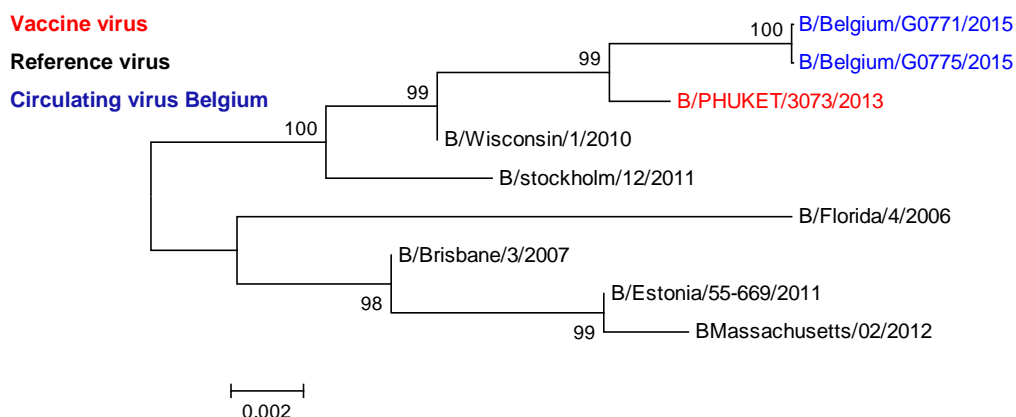 Vaccine virus
Reference virus
Circulating virus Belgium
100
B/Belgium/G0771/2015
B/Belgium/G0775/2015
99
B/PHUKET/3073/2013
99
B/Wisconsin/1/2010
100
B/stockholm/12/2011
B/Florida/4/2006
B/Brisbane/3/2007
98
B/Estonia/55-669/2011
BMassachusetts/02/2012
99
0.002